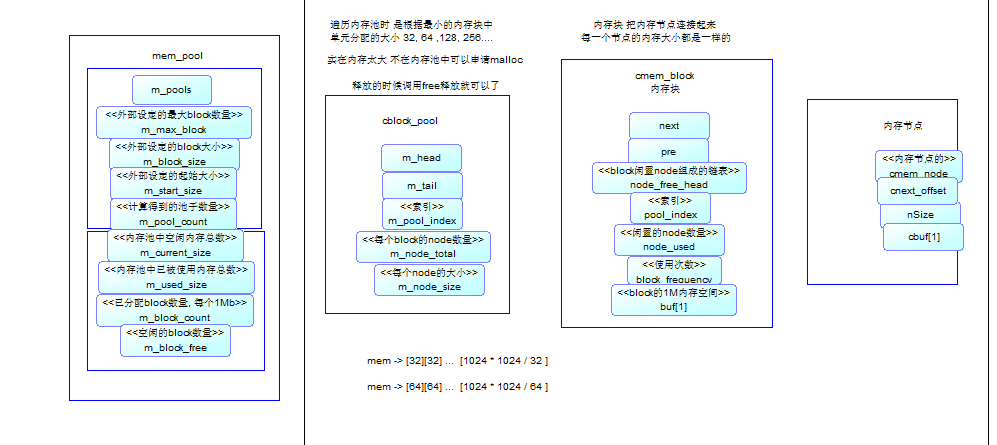 mem_pool
m_pools
<<外部设定的最大block数量>>
m_max_block
<<外部设定的block大小>
m_block_size
<<外部设定的起始大小>
m_start_size
<<计算得到的池子数量>
m_pool_count
<<内存池中空闲内存总数>>
m_current_size
<<内存池中已被使用内存总数>>
m_used_size
<<已分配block数量, 每个1Mb>>
m_block_count
<<空闲的block数量>>
m_block_free
遍历内存池时 是根据最小的内存块中
单元分配的大小 32, 64 ,128, 256....
实在内存太大 不在内存池中可以申请malloc
释放的时候调用free释放就可以了
cblock_pool
m_head
m_tail
<<索引>>
m_pool_index
<<每个block的node数量>>
m_node_total
<<每个node的大小>>
m_node_size
mem -> [32][32] ... [1024 * 1024 / 32 ]
mem -> [64][64] ... [1024 * 1024 / 64 ]
内存块 把内存节点连接起来
每一个节点的内存大小都是一样的
cmem_block
内存块
next
pre
<<block闲置node组成的链表>>
node_free_head
<<索引>>
pool_index
<<闲置的node数量>>
node_used
<<使用次数>>
block_frequency
<<block的1M内存空间>>
buf[1]
内存节点
<<内存节点的>>
cmem_node
cnext_offset
nSize
cbuf[1]